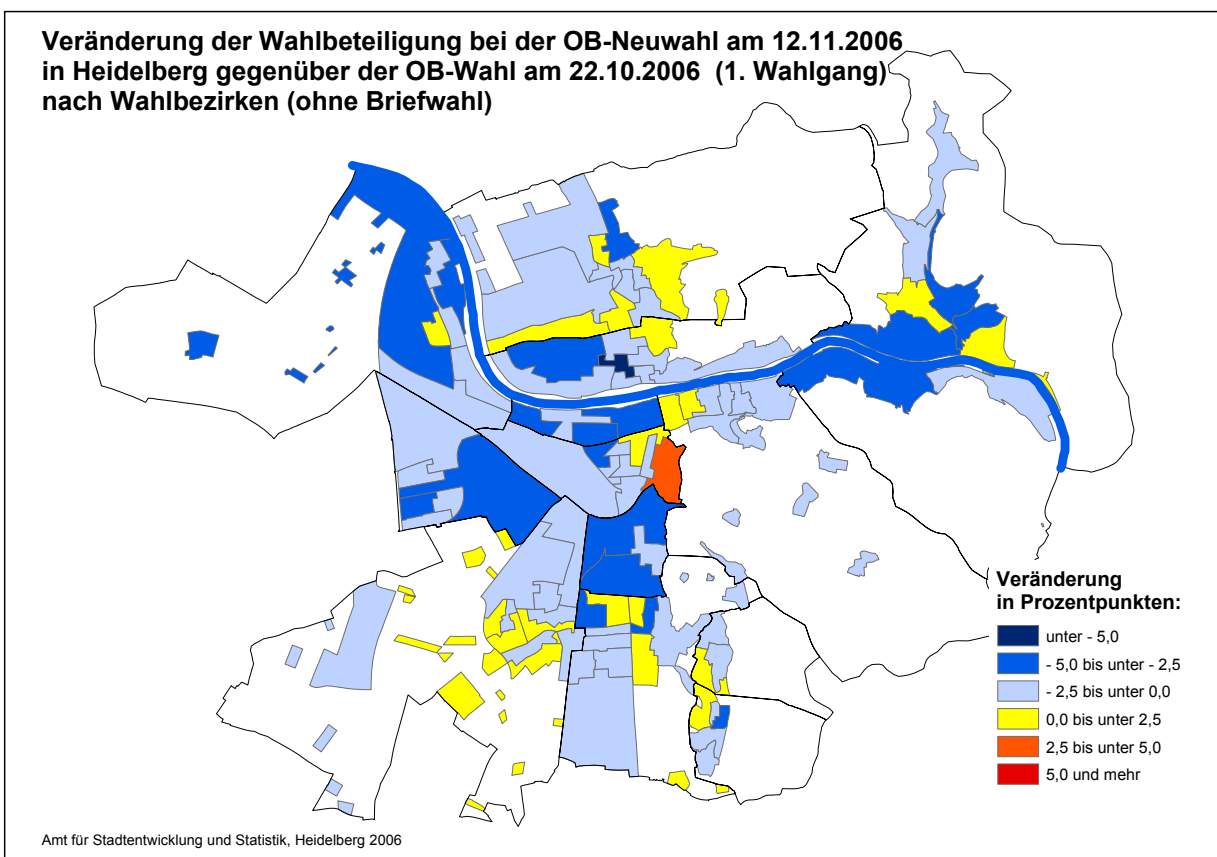 Veränderung der Wahlbeteiligung bei der OB-Neuwahl am 12.11.2006
in Heidelberg gegenüber der OB-Wahl am 22.10.2006 (1. Wahlgang)
nach Wahlbezirken (ohne Briefwahl)
Veränderung
in Prozentpunkten:
unter - 5,0
- 5,0 bis unter - 2,5
- 2,5 bis unter 0,0
0,0 bis unter 2,5
2,5 bis unter 5,0
5,0 und mehr
Amt für Stadtentwicklung und Statistik, Heidelberg 2006